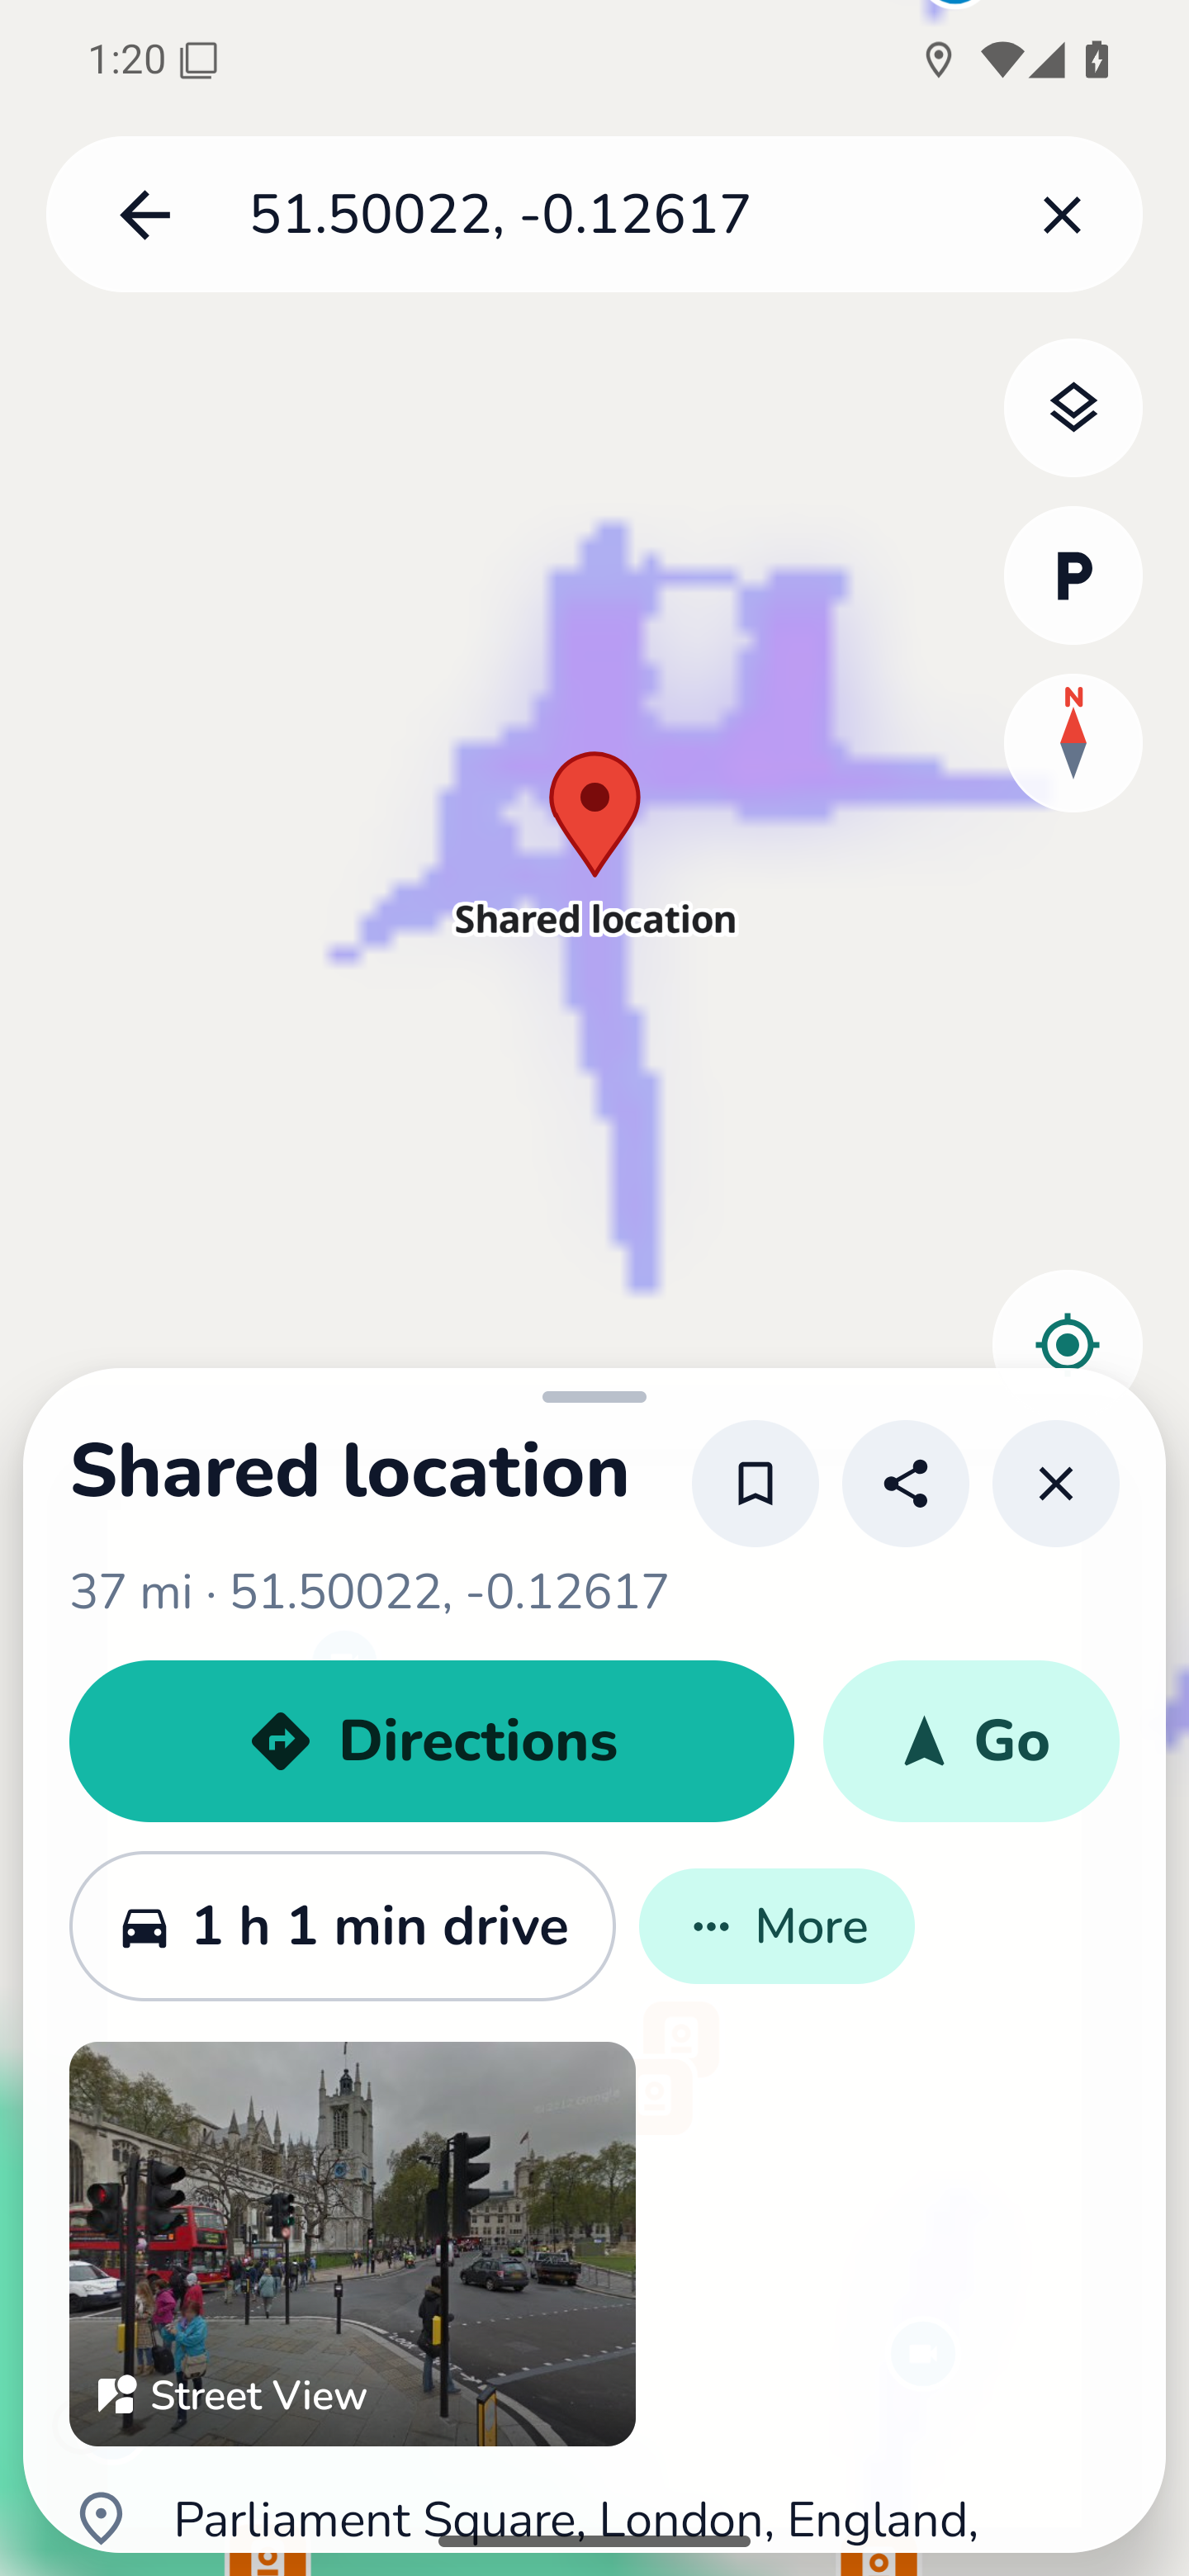 1:20
51.50022, -0.12617
P
N
Shared location
Shared location
37 mi · 51.50022, -0.12617
Directions
Go
1 h 1 min drive
More
Street View
Parliament Square, London, England,